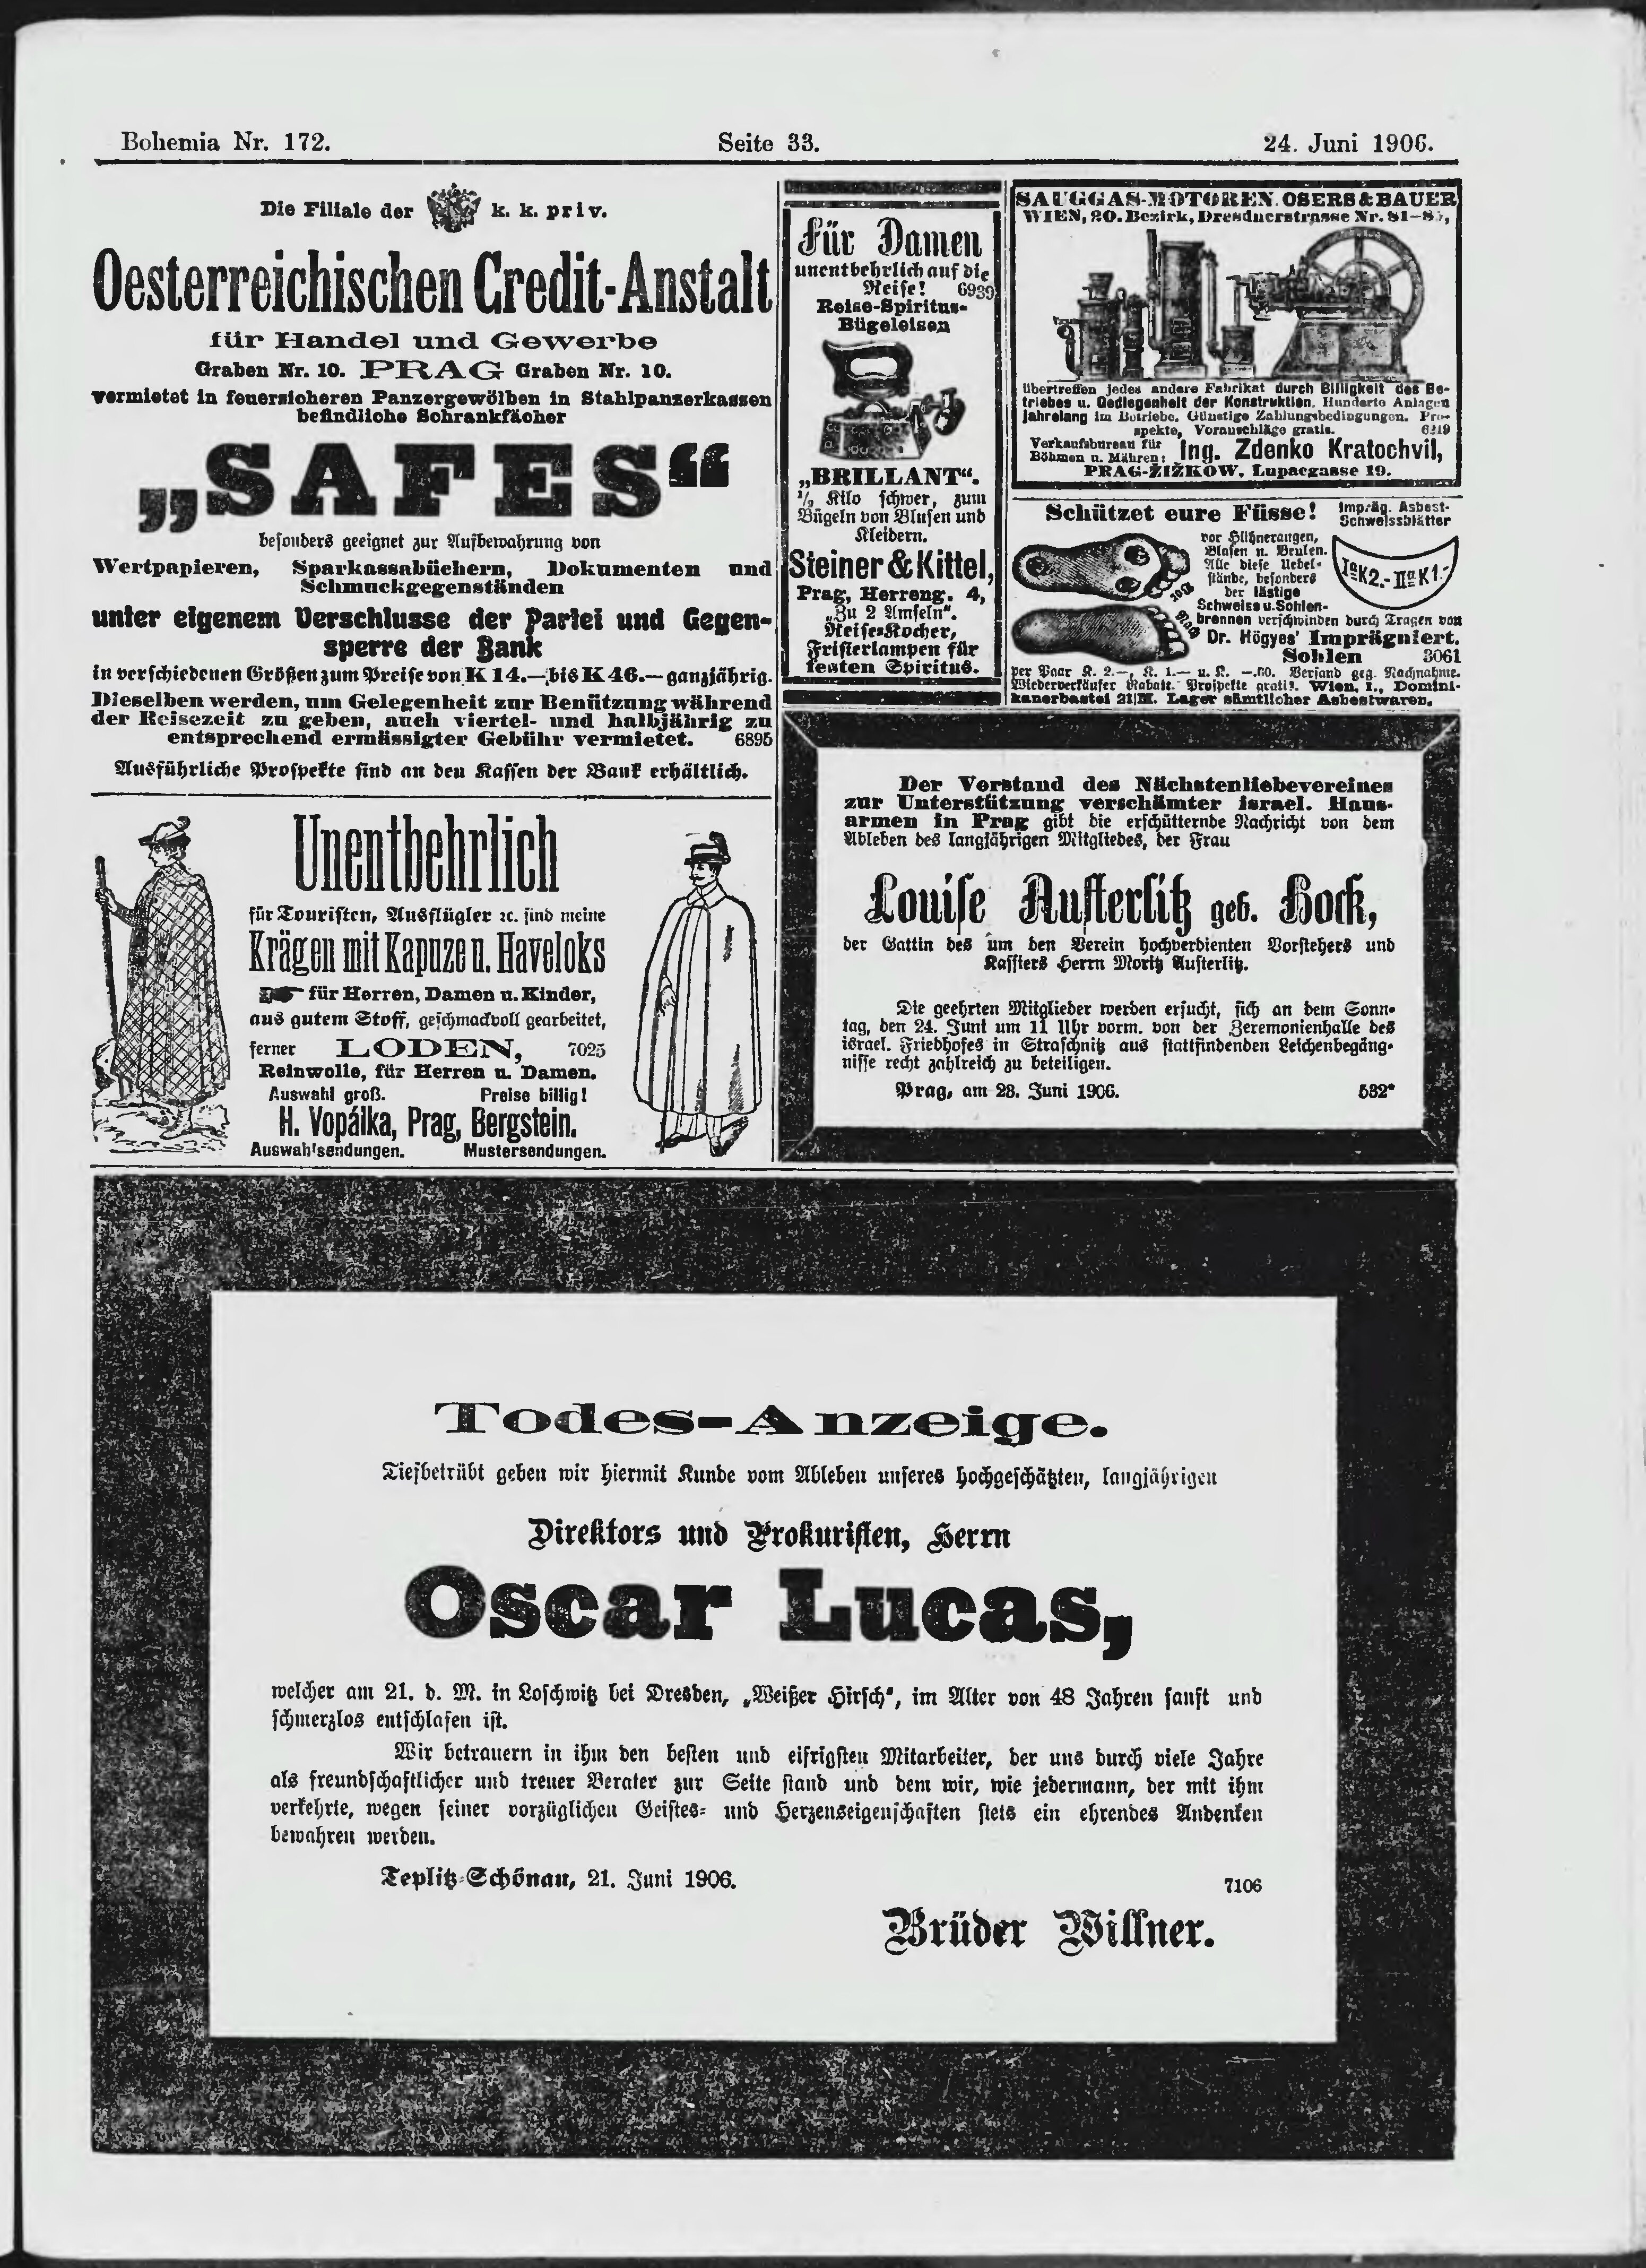 Bohemia Nr. 172.
Seite 33.
24. Juni 1906.
Die Filiale der k. k. priv.
Oesterreichischen Credit-Anstalt
für Handel und Gewerbe
Graben Nr. 10. PRAG Graben Nr. 10.
vermietet in feuersicheren Panzergewölben in Stahlpanzerkassen
befindliche Schrankfächer
„SAFES“
besonders geeignet zur Aufbewahrung von
Wertpapieren, Sparkassabüchern, Dokumenten und
Schmuckgegenständen
unter eigenem Verschlusse der Partei und Gegen-
sperre der Bank
in verschiedenen Größen zum Preise von K 14.— bis K 46.— ganzjährig.
Dieselben werden, um Gelegenheit zur Benützung während
der Reisezeit zu geben, auch viertel- und halbjährig zu
entsprechend ermässigter Gebühr vermietet. 6895
Ausführliche Prospekte sind an den Kassen der Bank erhältlich.
Unentbehrlich
für Touristen, Ausflügler ꝛc. sind meine
Krägen mit Kapuze u. Haveloks
für Herren, Damen u. Kinder,
aus gutem Stoff, geschmackvoll gearbeitet,
ferner LODEN, 7025
Reinwolle, für Herren u. Damen.
Auswahl groß. Preise billig!
H. Vopálka, Prag, Bergstein.
Auswahlsendungen. Mustersendungen.
Für Damen
unentbehrlich auf die
Reise! 6939
Reise-Spiritus-
Bügeleisen
„BRILLANT“.
½ Kilo schwer, zum
Bügeln von Blusen und
Kleidern.
Steiner & Kittel,
Prag, Herreng. 4,
„Zu 2 Amseln“.
Reise-Kocher,
Frisierlampen für
festen Spiritus.
SAUGGAS-MOTOREN. OSERS & BAUER
WIEN, 20. Bezirk, Dresdnerstrasse Nr. 81—
übertreffen jedes andere Fabrikat durch Billigkeit des Be-
triebes u. Gediegenheit der Konstruktion. Hunderte Anlagen
jahrelang im Betriebe. Günstige Zahlungsbedingungen. Pro-
spekte, Vorauschläge gratis.
Verkaufsbureau für
Böhmen u. Mähren: Ing. Zdenko Kratochvil,
PRAG-ŽIŽKOW, Lupacgasse 19.
Schützet eure Füsse!
Impräg. Asbest-
Schweissblätter
vor Hühneraugen,
Blasen u. Beulen.
Alle diese Uebel-
stände, besonders
der lästige
Schweiss u. Sohlen-
brennen verschwinden durch Tragen von
Iª K 2.- IIª K 1.-
vor
nach
Dr. Högyes' Imprägniert.
Sohlen 3061
per Paar K. 2.—, K. 1.— u. K. —.60. Versand geg. Nachnahme.
Wiederverkäufer Rabatt. Prospekte gratis. Wien, I., Domini-
kanerbastei 21/M. Lager sämtlicher Asbestwaren.
Der Vorstand des Nächstenliebevereines
zur Unterstützung verschämter israel. Haus-
armen in Prag gibt die erschütternde Nachricht von dem
Ableben des langjährigen Mitgliedes, der Frau
Louise Austerlitz geb. Hock,
der Gattin des um den Verein hochverdienten Vorstehers und
Kassiers Herrn Moritz Austerlitz.
Die geehrten Mitglieder werden ersucht, sich an dem Sonn-
tag, den 24. Juni um 11 Uhr vorm. von der Zeremonienhalle des
israel. Friedhofes in Straschnitz aus stattfindenden Leichenbegäng-
nisse recht zahlreich zu beteiligen.
Prag, am 23. Juni 1906. 532*
Todes-Anzeige.
Tiefbetrübt geben wir hiermit Kunde vom Ableben unseres hochgeschätzten, langjährigen
Direktors und Prokuristen, Herrn
Oscar Lucas,
welcher am 21. d. M. in Loschwitz bei Dresden, „Weißer Hirsch“, im Alter von 48 Jahren sanft und
schmerzlos entschlafen ist.
Wir betrauern in ihm den besten und eifrigsten Mitarbeiter, der uns durch viele Jahre
als freundschaftlicher und treuer Berater zur Seite stand und dem wir, wie jedermann, der mit ihm
verkehrte, wegen seiner vorzüglichen Geistes- und Herzenseigenschaften stets ein ehrendes Andenken
bewahren werden.
Teplitz-Schönau, 21. Juni 1906. 7106
Brüder Willner.